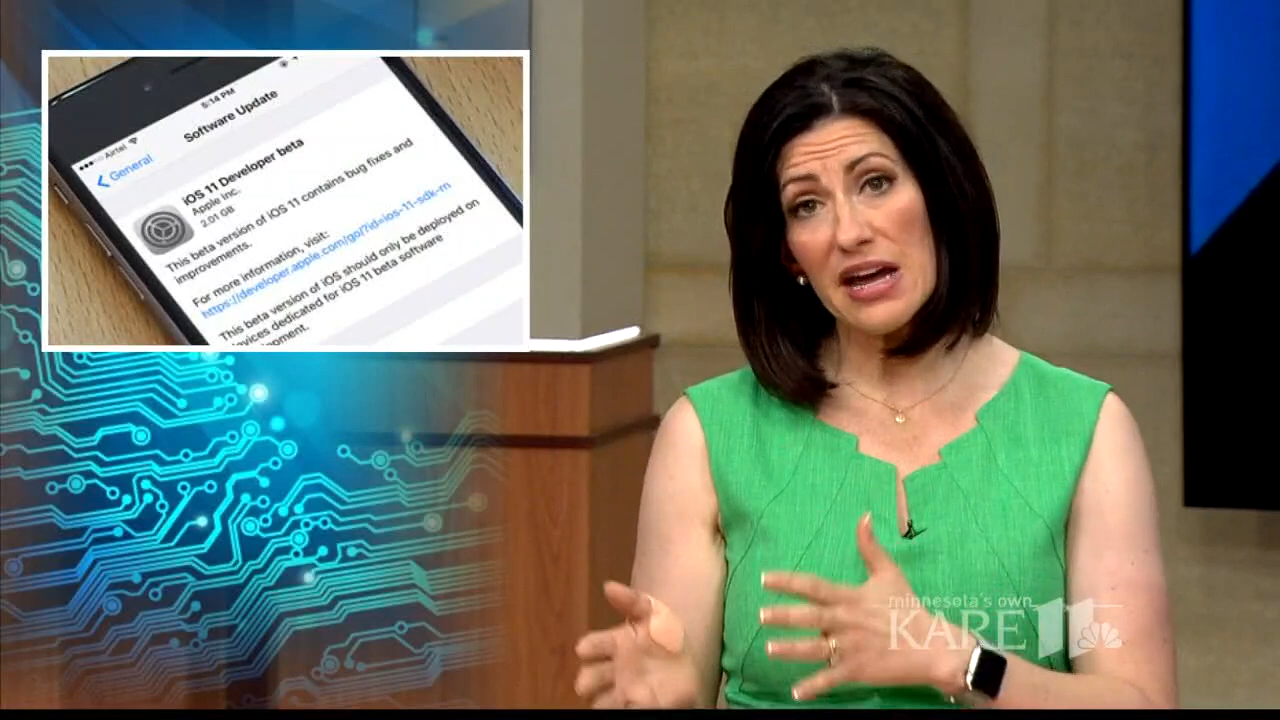 5:14 PM
Airtel
Software Update
General
iOS 11 Developer beta
Apple Inc.
2.01 GB
This beta version of iOS 11 contains bug fixes and
improvements.
For more information, visit:
https://developer.apple.com/go/?id=ios-11-sdk-rn
This beta version of iOS should only be deployed on
devices dedicated for iOS 11 beta software
minnesota's own
KARE 11